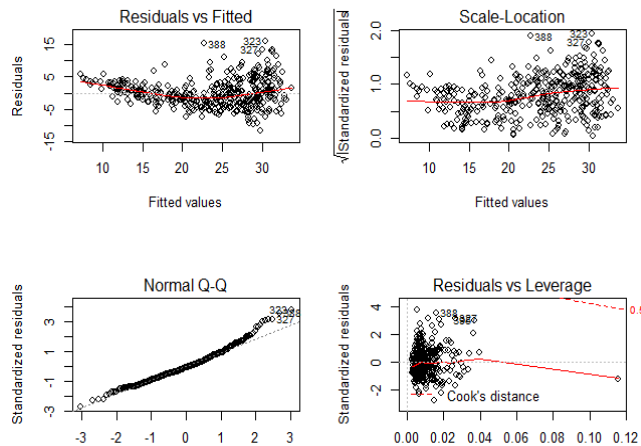 Residuals vs Fitted
Residuals
15
5
-5
-15
388
323
327
10 15 20 25 30
Fitted values
Scale-Location
√|Standardized residuals
2.0
1.0
0.0
388
323
327
10 15 20 25 30
Fitted values
Normal Q-Q
Standardized residuals
3
1
-1
-3
327
-3 -2 -1 0 1 2 3
Residuals vs Leverage
Standardized residuals
4
2
0
-2
388
327
Cook's distance
0.00 0.02 0.04 0.06 0.08 0.10 0.12